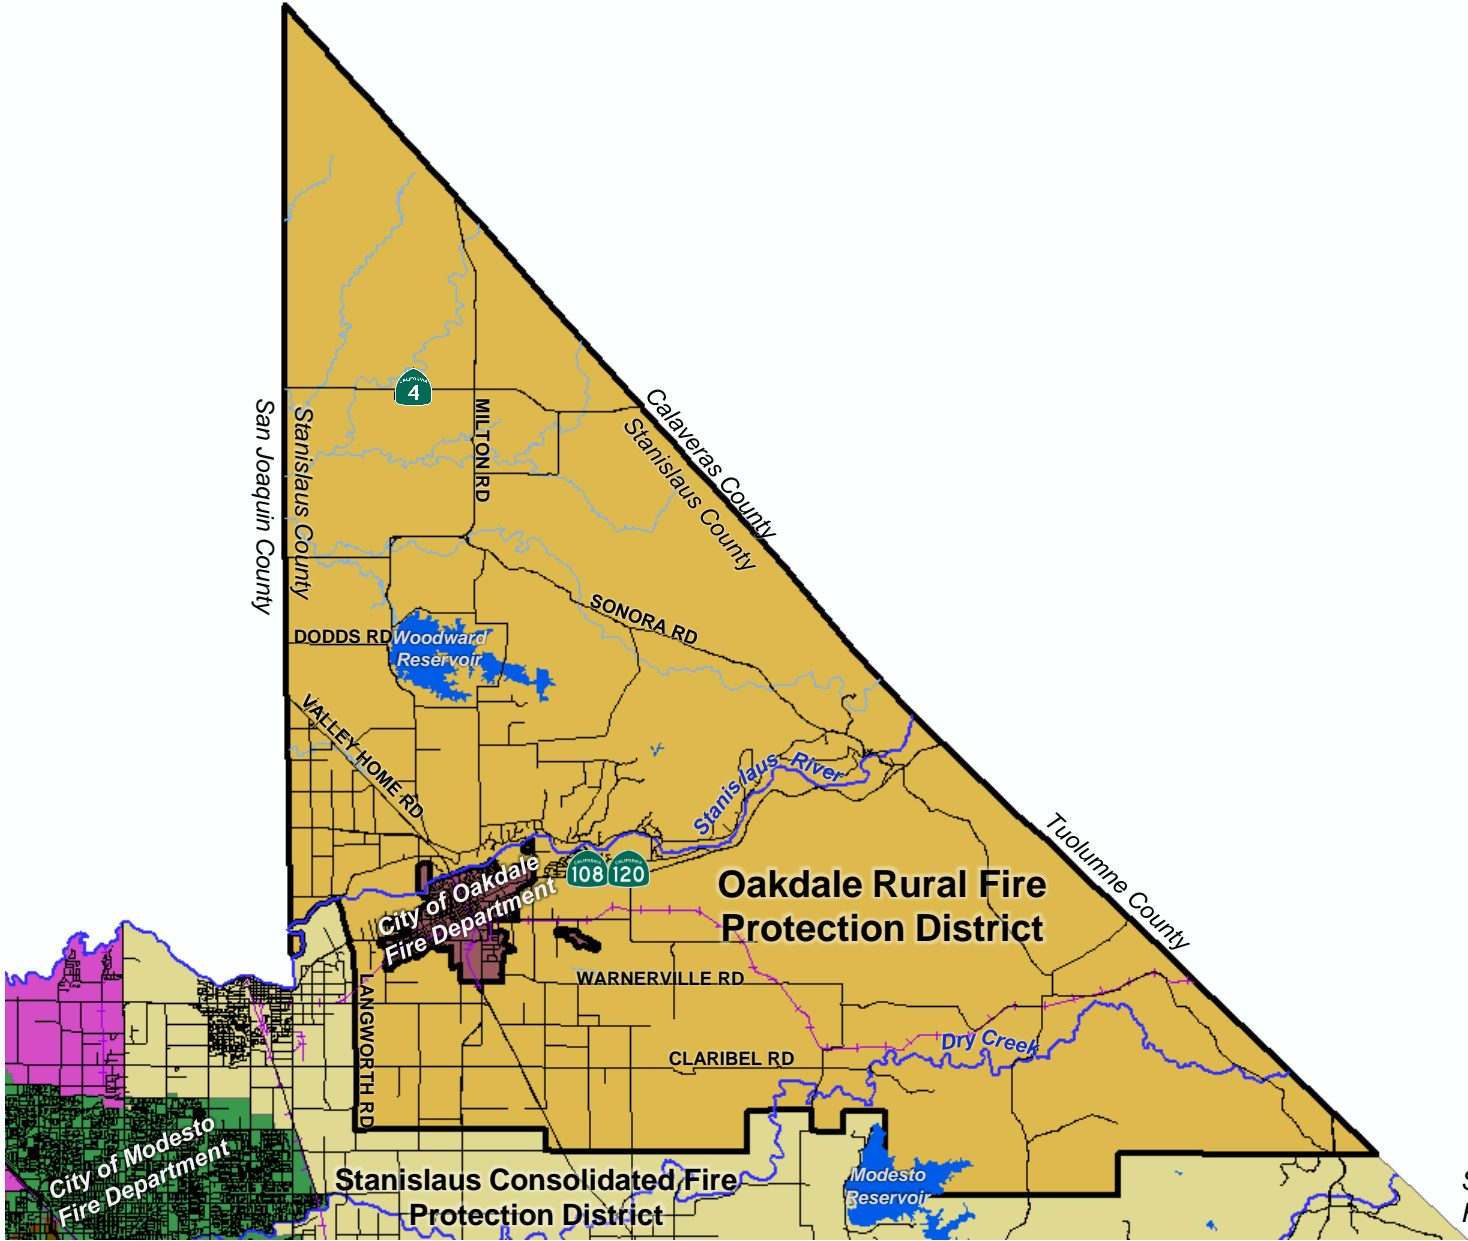 CALIFORNIA
4
MILTON RD
San Joaquin County
Stanislaus County
Calaveras County
Stanislaus County
SONORA RD
DODDS RD
Woodward
Reservoir
VALLEY HOME RD
Stanislaus River
Tuolumne County
CALIFORNIA
108
CALIFORNIA
120
City of Oakdale
Fire Department
Oakdale Rural Fire
Protection District
WARNERVILLE RD
LANGWORTH RD
Dry Creek
CLARIBEL RD
City of Modesto
Fire Department
Stanislaus Consolidated Fire
Protection District
Modesto
Reservoir